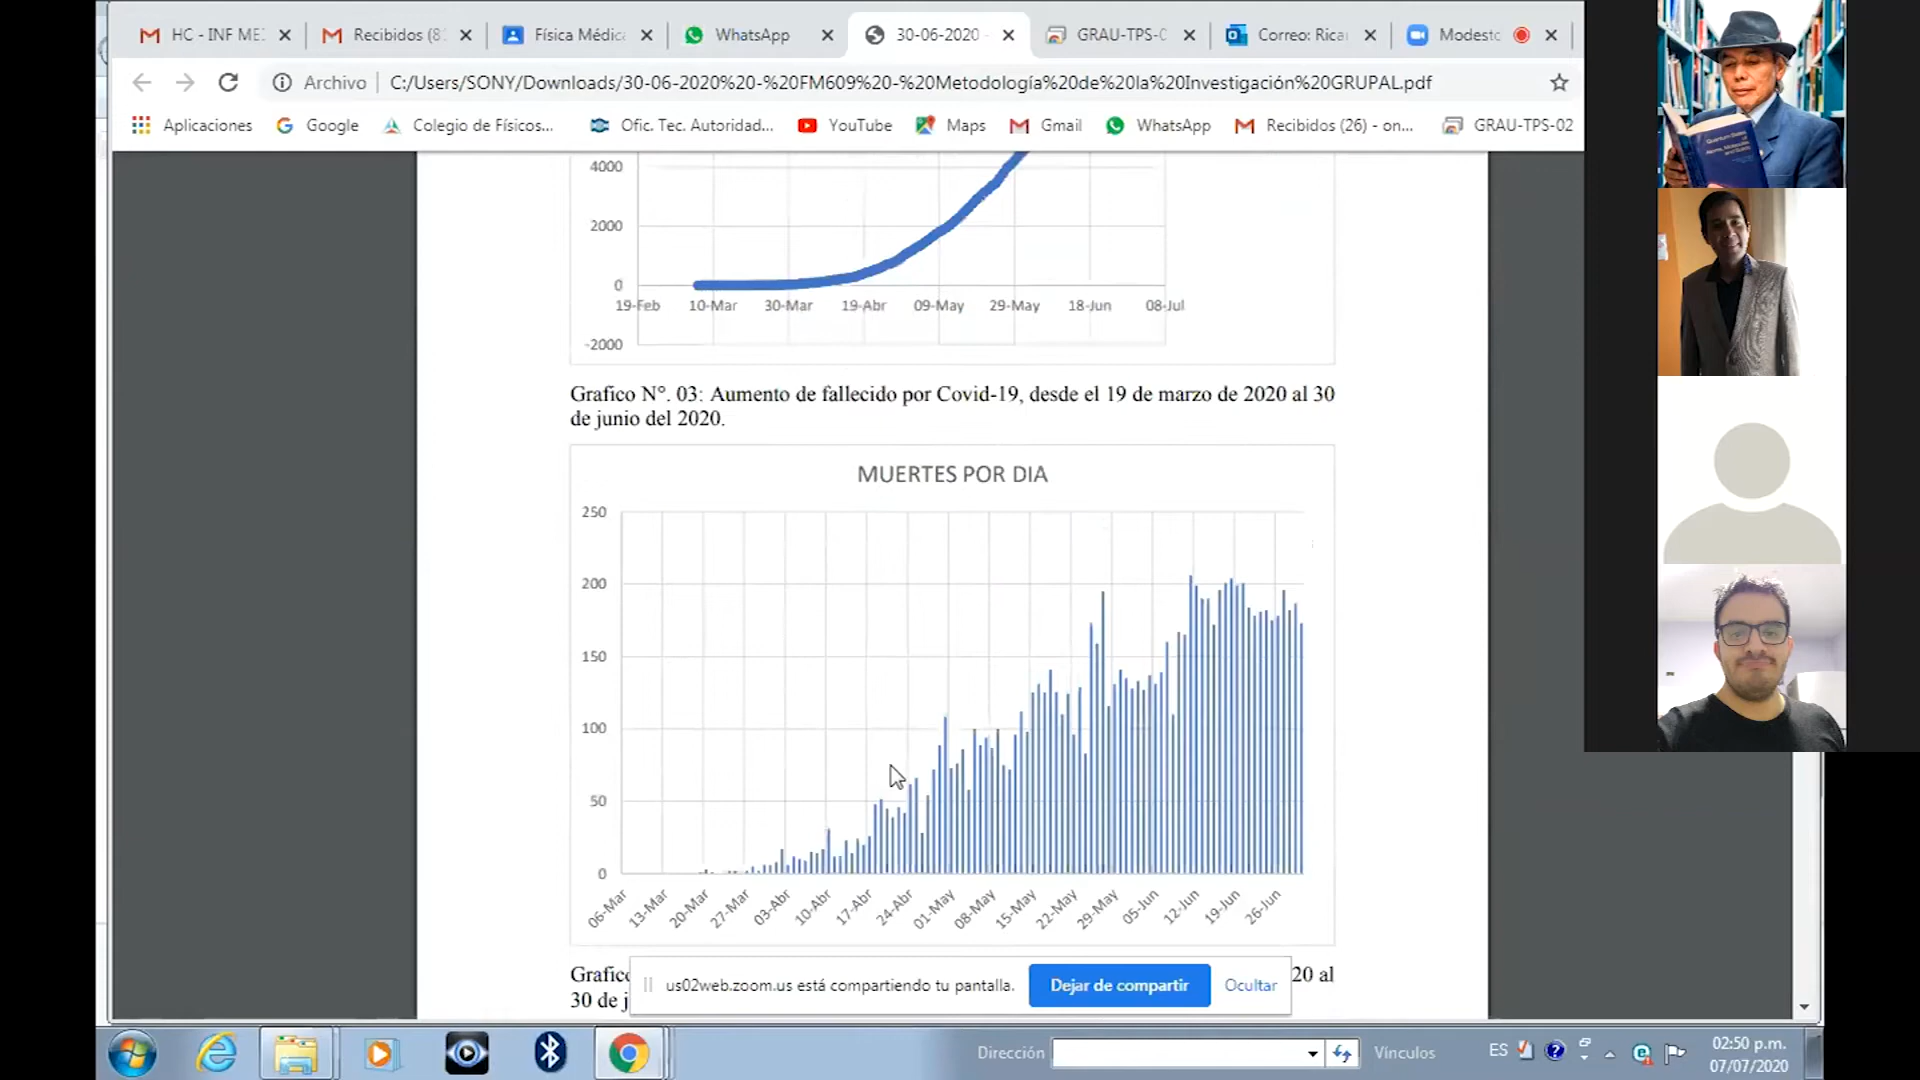 HC - INF ME
Recibidos (8
Física Médica
WhatsApp
30-06-2020 -
GRAU-TPS-0
Correo: Rica
Modesto
Archivo | C:/Users/SONY/Downloads/30-06-2020%20-%20FM609%20-%20Metodología%20de%20la%20Investigación%20GRUPAL.pdf
Aplicaciones
Google
Colegio de Físicos...
Ofic. Tec. Autoridad...
YouTube
Maps
Gmail
WhatsApp
Recibidos (26) - on...
GRAU-TPS-02
4000
2000
0
19-Feb 10-Mar 30-Mar 19-Abr 09-May 29-May 18-Jun 08-Jul
-2000
Grafico N°. 03: Aumento de fallecido por Covid-19, desde el 19 de marzo de 2020 al 30
de junio del 2020.
MUERTES POR DIA
250
200
150
100
50
0
06-Mar 13-Mar 20-Mar 27-Mar 03-Abr 10-Abr 17-Abr 24-Abr 01-May 08-May 15-May 22-May 29-May 05-Jun 12-Jun 19-Jun 26-Jun
Grafico
20 al
30 de j
us02web.zoom.us está compartiendo tu pantalla.
Dejar de compartir
Ocultar
Dirección
Vínculos
ES
02:50 p.m.
07/07/2020